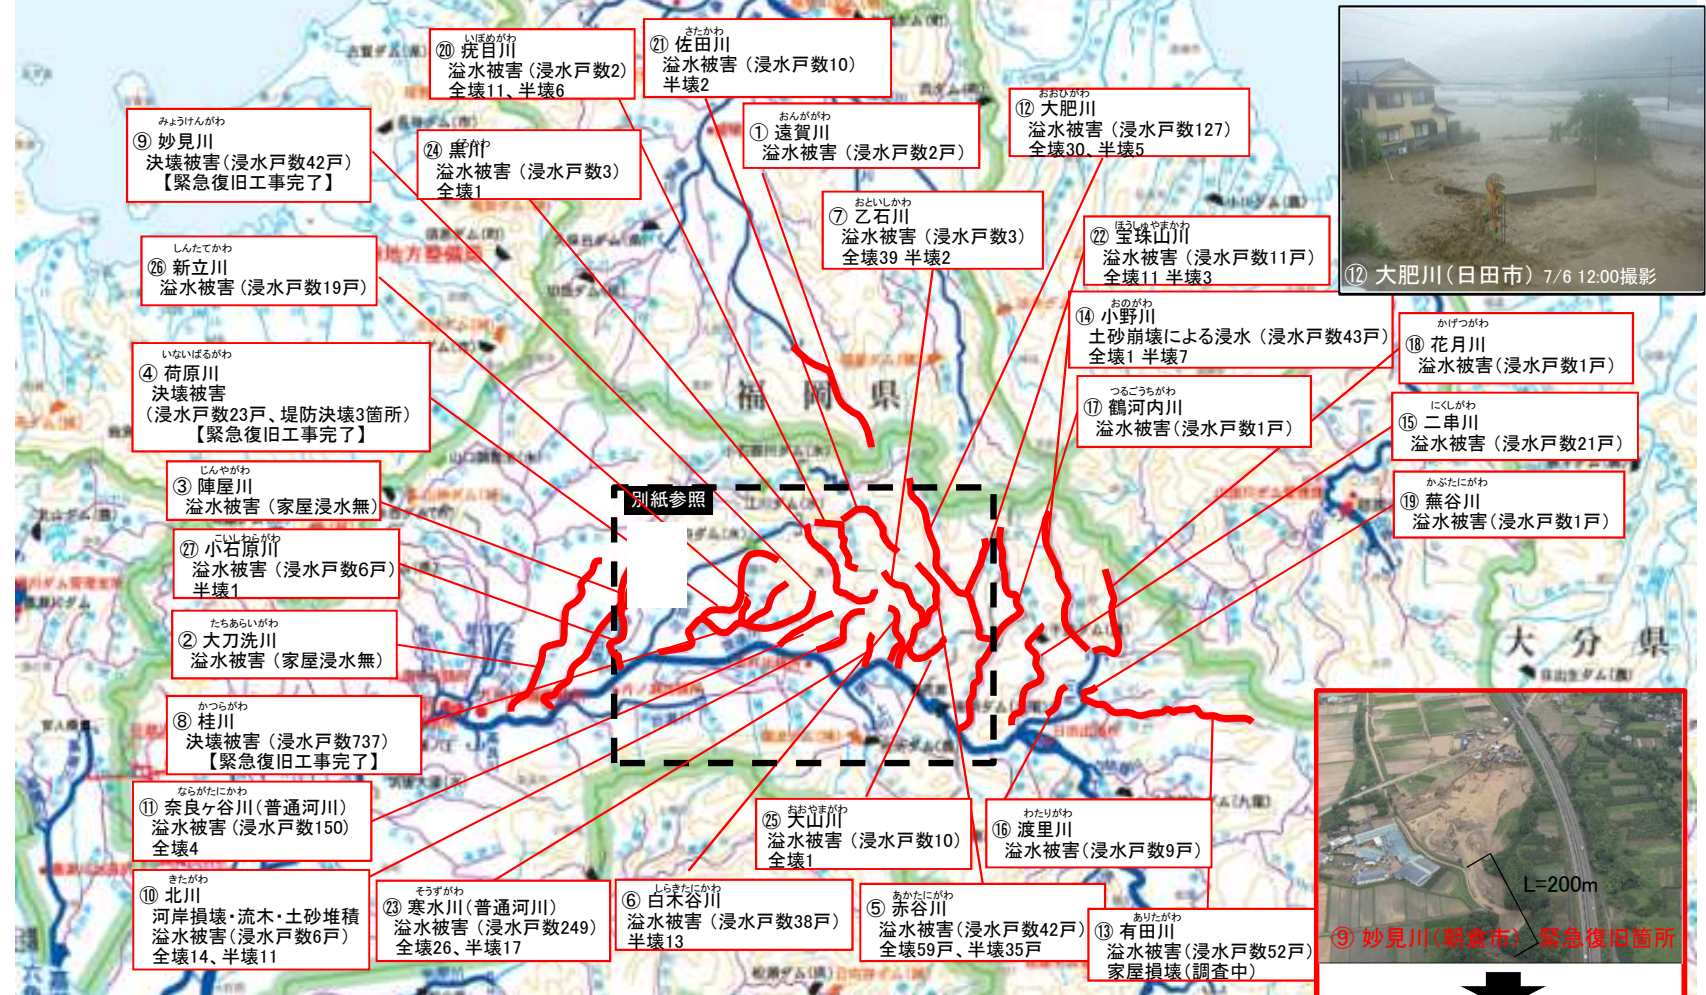 いぼめがわ
⑳ 疣目川
溢水被害(浸水戸数2)
全壊11、半壊6
さたかわ
㉑ 佐田川
溢水被害(浸水戸数10)
半壊2
みょうけんがわ
⑨ 妙見川
決壊被害(浸水戸数42戸)
【緊急復旧工事完了】
㉔ 黒川
溢水被害(浸水戸数3)
全壊1
おんががわ
① 遠賀川
溢水被害(浸水戸数2戸)
おおひがわ
⑫ 大肥川
溢水被害(浸水戸数127)
全壊30、半壊5
⑫ 大肥川(日田市) 7/6 12:00撮影
おといしかわ
⑦ 乙石川
溢水被害(浸水戸数3)
全壊39 半壊2
ほうしゅやまかわ
㉒ 宝珠山川
溢水被害(浸水戸数11戸)
全壊11 半壊3
しんたてかわ
㉖ 新立川
溢水被害(浸水戸数19戸)
おのがわ
⑭ 小野川
土砂崩壊による浸水(浸水戸数43戸)
全壊1 半壊7
かげつがわ
⑱ 花月川
溢水被害(浸水戸数1戸)
いないばるがわ
④ 荷原川
決壊被害
(浸水戸数23戸、堤防決壊3箇所)
【緊急復旧工事完了】
福岡県
つるごうちがわ
⑰ 鶴河内川
溢水被害(浸水戸数1戸)
にくしがわ
⑮ 二串川
溢水被害(浸水戸数21戸)
じんやがわ
③ 陣屋川
溢水被害(家屋浸水無)
別紙参照
かぶたにがわ
⑲ 蕪谷川
溢水被害(浸水戸数1戸)
こいしわらがわ
㉗ 小石原川
溢水被害(浸水戸数6戸)
半壊1
たちあらいがわ
② 大刀洗川
溢水被害(家屋浸水無)
大分県
かつらがわ
⑧ 桂川
決壊被害(浸水戸数737)
【緊急復旧工事完了】
ならがたにかわ
⑪ 奈良ヶ谷川(普通河川)
溢水被害(浸水戸数150)
全壊4
おおやまがわ
㉕ 大山川
溢水被害(浸水戸数10)
全壊1
わたりがわ
⑯ 渡里川
溢水被害(浸水戸数9戸)
きたがわ
⑩ 北川
河岸損壊・流木・土砂堆積
溢水被害(浸水戸数6戸)
全壊14、半壊11
そうずがわ
㉓ 寒水川(普通河川)
溢水被害(浸水戸数249)
全壊26、半壊17
しらきたにかわ
⑥ 白木谷川
溢水被害(浸水戸数38戸)
半壊13
あかたにがわ
⑤ 赤谷川
溢水被害(浸水戸数42戸)
全壊59戸、半壊35戸
ありたがわ
⑬ 有田川
溢水被害(浸水戸数52戸)
家屋損壊(調査中)
L=200m
⑨ 妙見川(朝倉市) 緊急復旧箇所